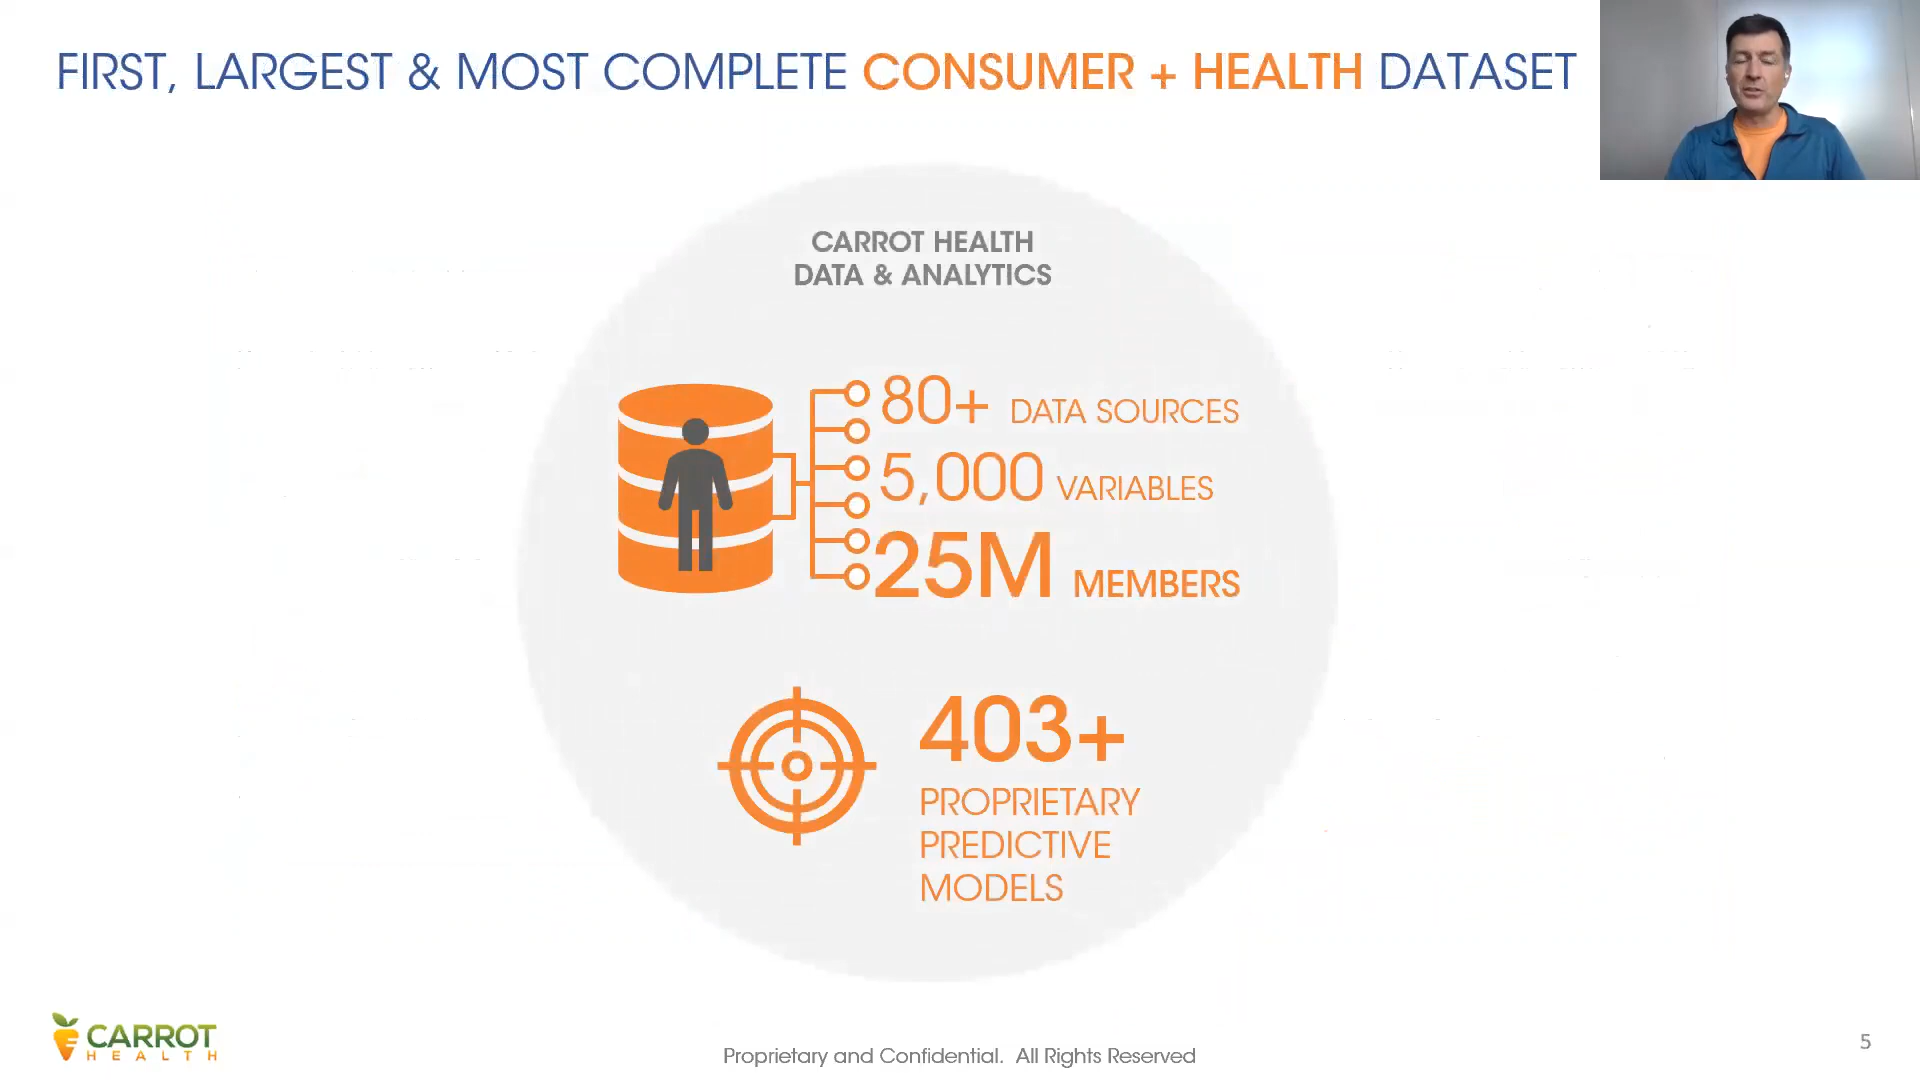 FIRST, LARGEST & MOST COMPLETE CONSUMER + HEALTH DATASET
CARROT HEALTH
DATA & ANALYTICS
80+ DATA SOURCES
5,000 VARIABLES
25M MEMBERS
403+
PROPRIETARY
PREDICTIVE
MODELS
CARROT
HEALTH
Proprietary and Confidential. All Rights Reserved
5